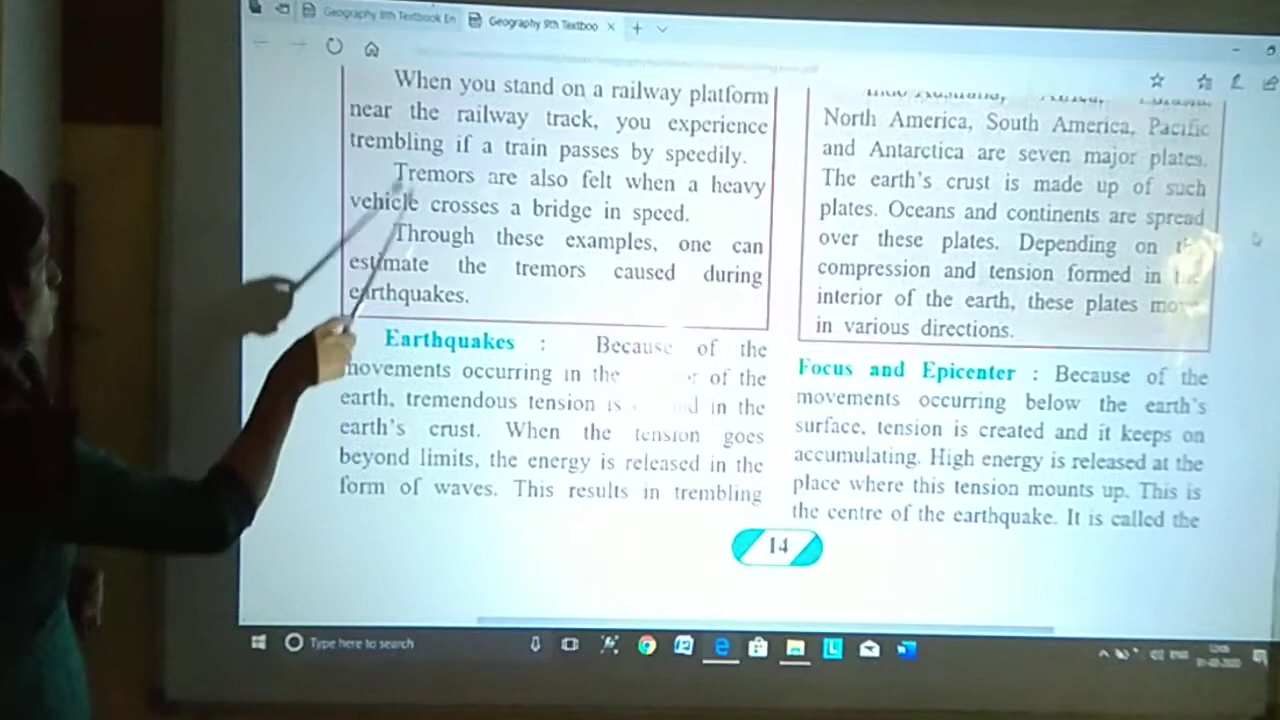 Geography 8th Textbook En
Geography 9th Textboo
When you stand on a railway platform
near the railway track, you experience
trembling if a train passes by speedily.
Tremors are also felt when a heavy
vehicle crosses a bridge in speed.
Through these examples, one can
estimate the tremors caused during
earthquakes.
Earthquakes : Because of the
movements occurring in the of the
earth, tremendous tension is in the
earth's crust. When the tension goes
beyond limits, the energy is released in the
form of waves. This results in trembling
North America, South America, Pacific
and Antarctica are seven major plates.
The earth's crust is made up of such
plates. Oceans and continents are spread
over these plates. Depending on
compression and tension formed in the
interior of the earth, these plates move
in various directions.
Focus and Epicenter : Because of the
movements occurring below the earth's
surface, tension is created and it keeps on
accumulating. High energy is released at the
place where this tension mounts up. This is
the centre of the earthquake. It is called the
14
Type here to search